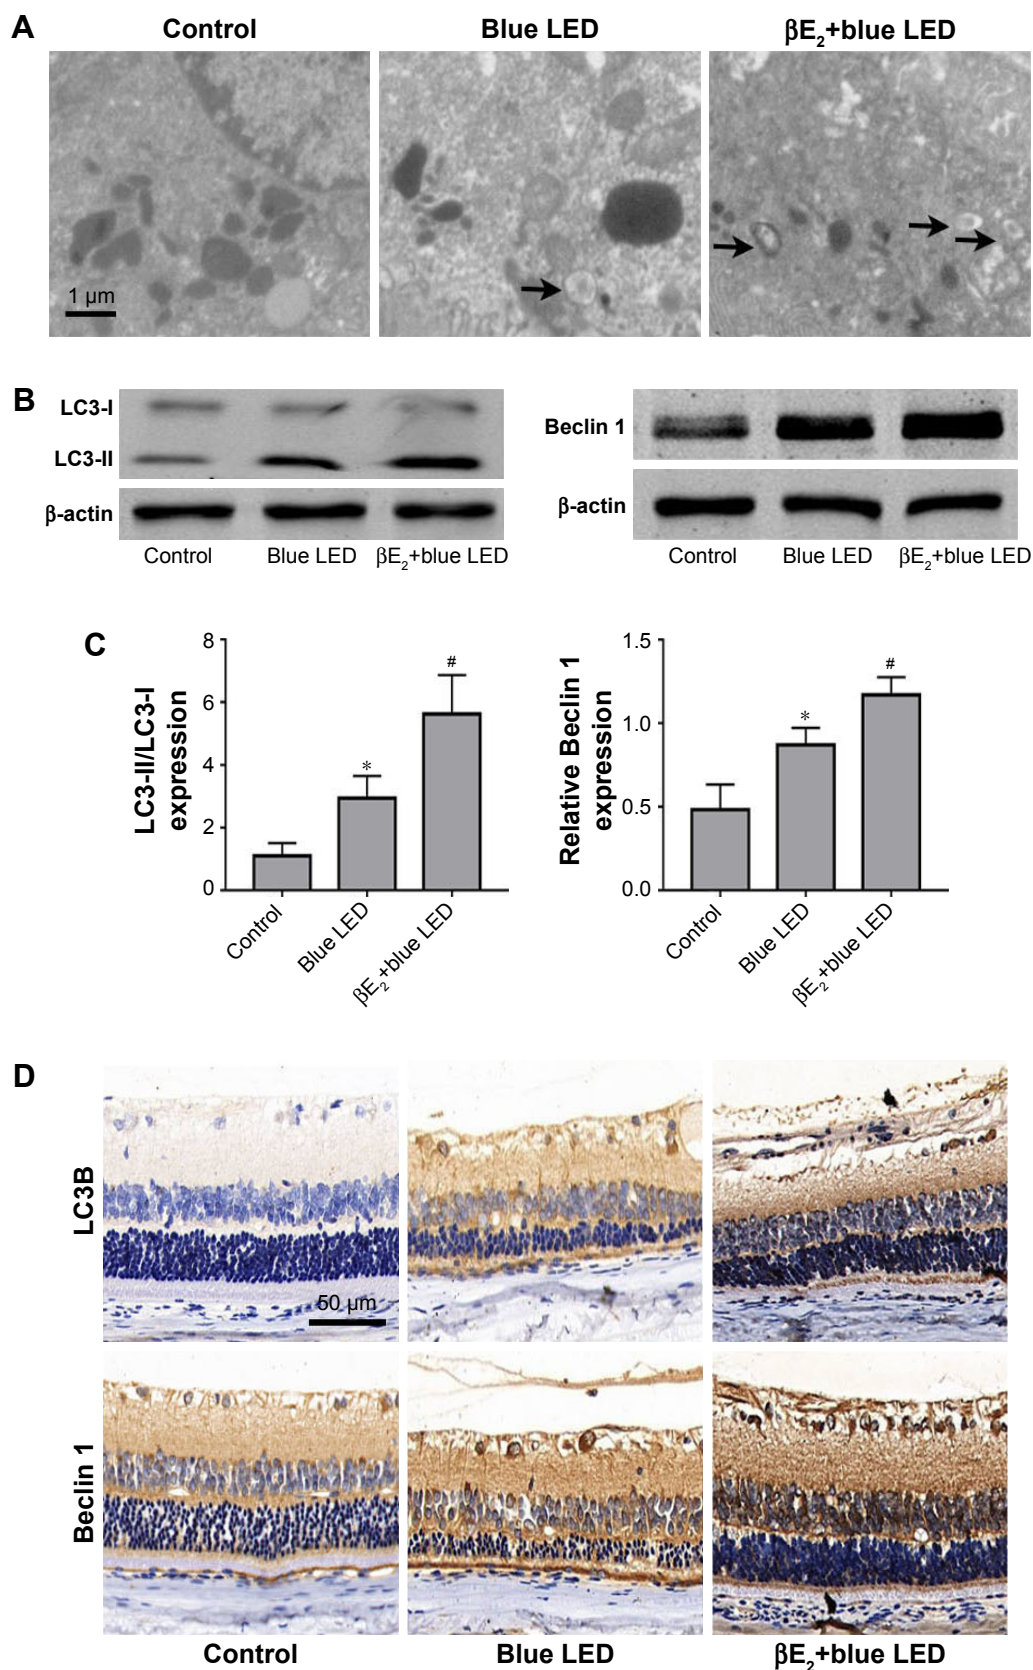 A
Control
Blue LED
βE₂+blue LED
1 µm
B
LC3-I
LC3-II
β-actin
Control
Blue LED
βE₂+blue LED
Beclin 1
β-actin
Control
Blue LED
βE₂+blue LED
C
LC3-II/LC3-I
expression
8
6
4
2
0
*
#
Control
Blue LED
βE₂+blue LED
Relative Beclin 1
expression
1.5
1.0
0.5
0.0
*
#
Control
Blue LED
βE₂+blue LED
D
LC3B
50 µm
Beclin 1
Control
Blue LED
βE₂+blue LED